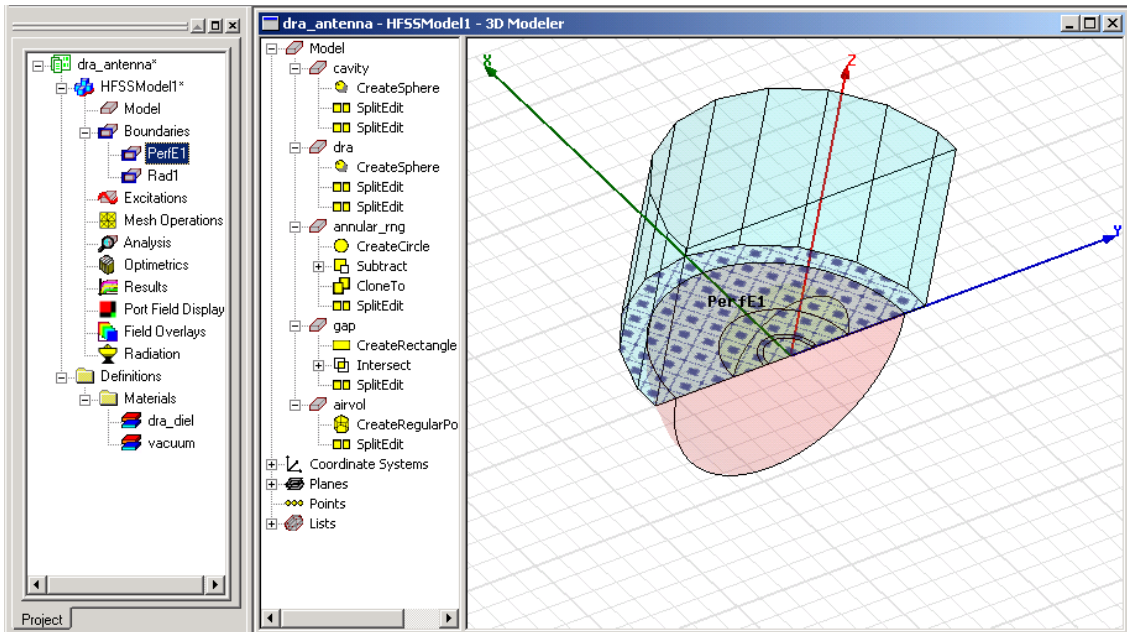 dra_antenna - HFSSModel1 - 3D Modeler
dra_antenna*
HFSSModel1*
Model
Boundaries
PerfE1
Rad1
Excitations
Mesh Operations
Analysis
Optimetrics
Results
Port Field Display
Field Overlays
Radiation
Definitions
Materials
dra_diel
vacuum
Project
Model
cavity
CreateSphere
SplitEdit
SplitEdit
dra
CreateSphere
SplitEdit
SplitEdit
annular_rng
CreateCircle
Subtract
CloneTo
SplitEdit
gap
CreateRectangle
Intersect
SplitEdit
airvol
CreateRegularPo
SplitEdit
Coordinate Systems
Planes
Points
Lists
X
Z
Y
PerfE1